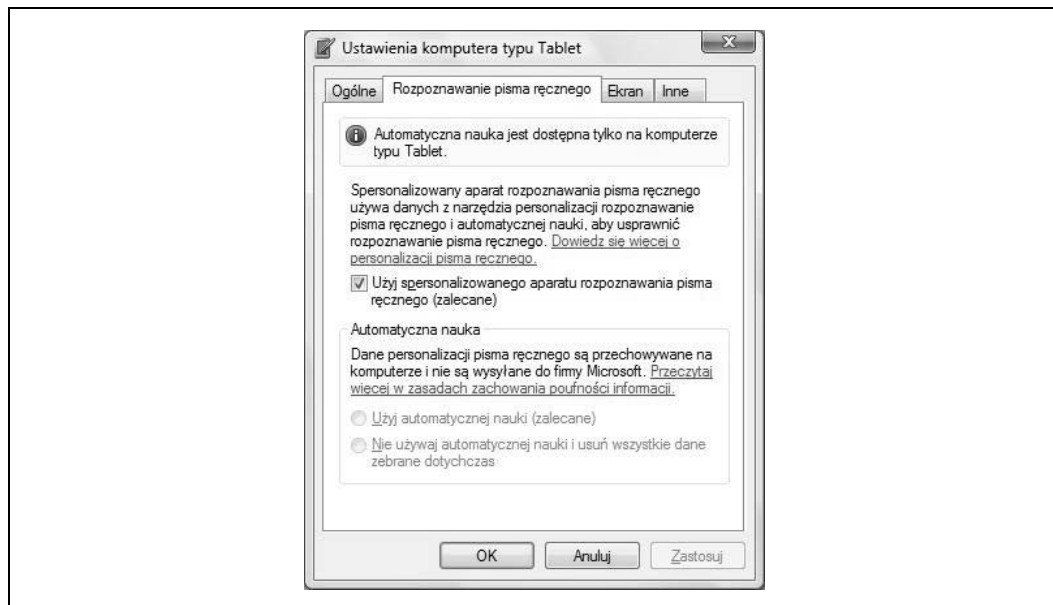 Ustawienia komputera typu Tablet
Ogólne Rozpoznawanie pisma ręcznego Ekran Inne
Automatyczna nauka jest dostępna tylko na komputerze
typu Tablet.
Spersonalizowany aparat rozpoznawania pisma ręcznego
używa danych z narzędzia personalizacji rozpoznawanie
pisma ręcznego i automatycznej nauki, aby usprawnić
rozpoznawanie pisma ręcznego. Dowiedz się więcej o
personalizacji pisma ręcznego.
Użyj spersonalizowanego aparatu rozpoznawania pisma
ręcznego (zalecane)
Automatyczna nauka
Dane personalizacji pisma ręcznego są przechowywane na
komputerze i nie są wysyłane do firmy Microsoft. Przeczytaj
więcej w zasadach zachowania poufności informacji.
Użyj automatycznej nauki (zalecane)
Nie używaj automatycznej nauki i usuń wszystkie dane
zebrane dotychczas
OK Anuluj Zastosuj